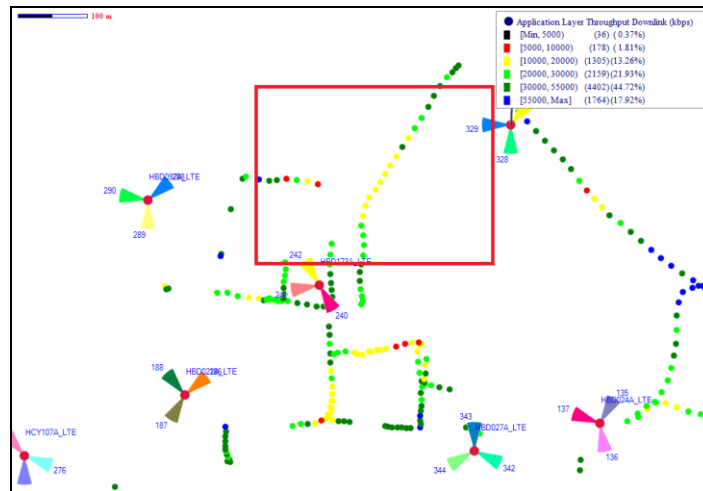 100 m
Application Layer Throughput Downlink (kbps)
[Min, 5000) (36) ( 0.37%)
[5000, 10000) (178) ( 1.81%)
[10000, 20000) (1305)(13.26%)
[20000, 30000) (2159)(21.93%)
[30000, 55000) (4402)(44.72%)
[55000, Max] (1764)(17.92%)
329
328
290
289
242
HBD173A_LTE
240
188
187
135
HBD024A_LTE
137
136
343
HBD027A_LTE
344
342
HCY107A_LTE
276